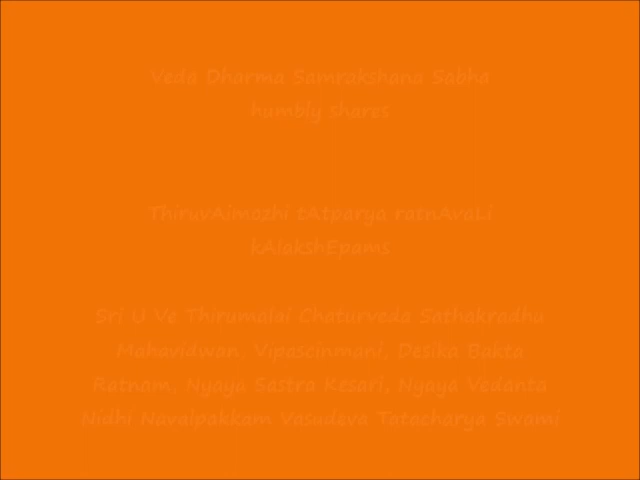 Veda Dharma Samrakshana Sabha
humbly shares
ThiruvAimozhi tAtparya ratnAvaLi
kAlakshEpams
Sri U Ve Thirumalai Chaturveda Sathakradhu
Mahavidwan, Vipascinmani, Desika Bakta
Ratnam, Nyaya Sastra Kesari, Nyaya Vedanta
Nidhi Navalpakkam Vasudeva Tatacharya Swami